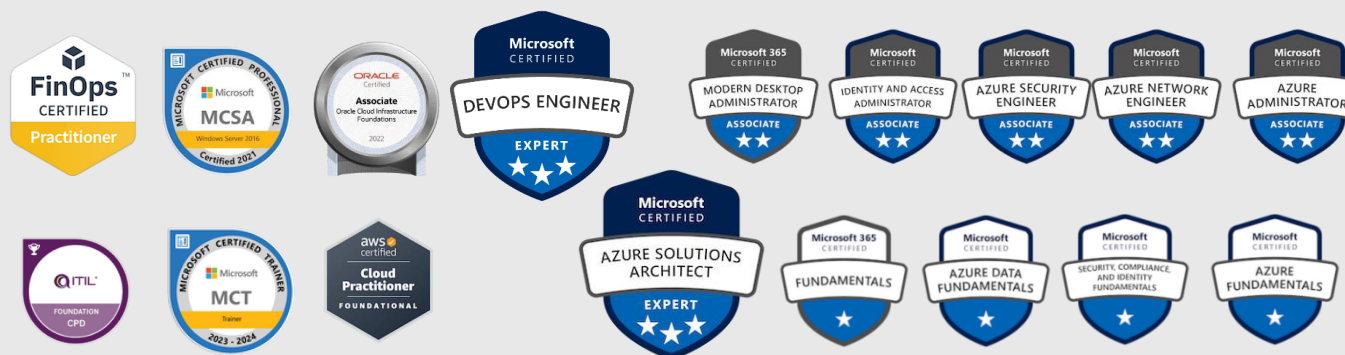 FinOps™
CERTIFIED
Practitioner
MICROSOFT CERTIFIED PROFESSIONAL
Microsoft
MCSA
Windows Server 2016
Certified 2021
ORACLE
Certified
Associate
Oracle Cloud Infrastructure
Foundations
2022
Microsoft
CERTIFIED
DEVOPS ENGINEER
EXPERT
Microsoft 365
CERTIFIED
MODERN DESKTOP
ADMINISTRATOR
ASSOCIATE
Microsoft
CERTIFIED
IDENTITY AND ACCESS
ADMINISTRATOR
ASSOCIATE
Microsoft
CERTIFIED
AZURE SECURITY
ENGINEER
ASSOCIATE
Microsoft
CERTIFIED
AZURE NETWORK
ENGINEER
ASSOCIATE
Microsoft
CERTIFIED
AZURE
ADMINISTRATOR
ASSOCIATE
ITIL
FOUNDATION
CPD
MICROSOFT CERTIFIED TRAINER
Microsoft
MCT
Trainer
2023 - 2024
aws
certified
Cloud
Practitioner
FOUNDATIONAL
Microsoft
CERTIFIED
AZURE SOLUTIONS
ARCHITECT
EXPERT
Microsoft 365
CERTIFIED
FUNDAMENTALS
Microsoft
CERTIFIED
AZURE DATA
FUNDAMENTALS
Microsoft
CERTIFIED
SECURITY, COMPLIANCE,
AND IDENTITY
FUNDAMENTALS
Microsoft
CERTIFIED
AZURE
FUNDAMENTALS